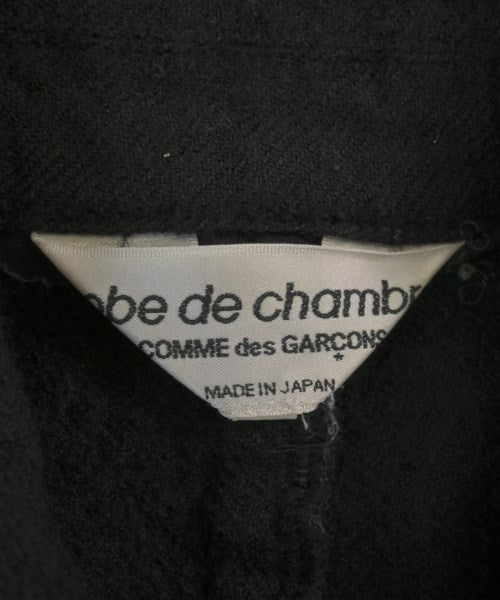 obe de chambr
COMME des GARÇONS
MADE IN JAPAN